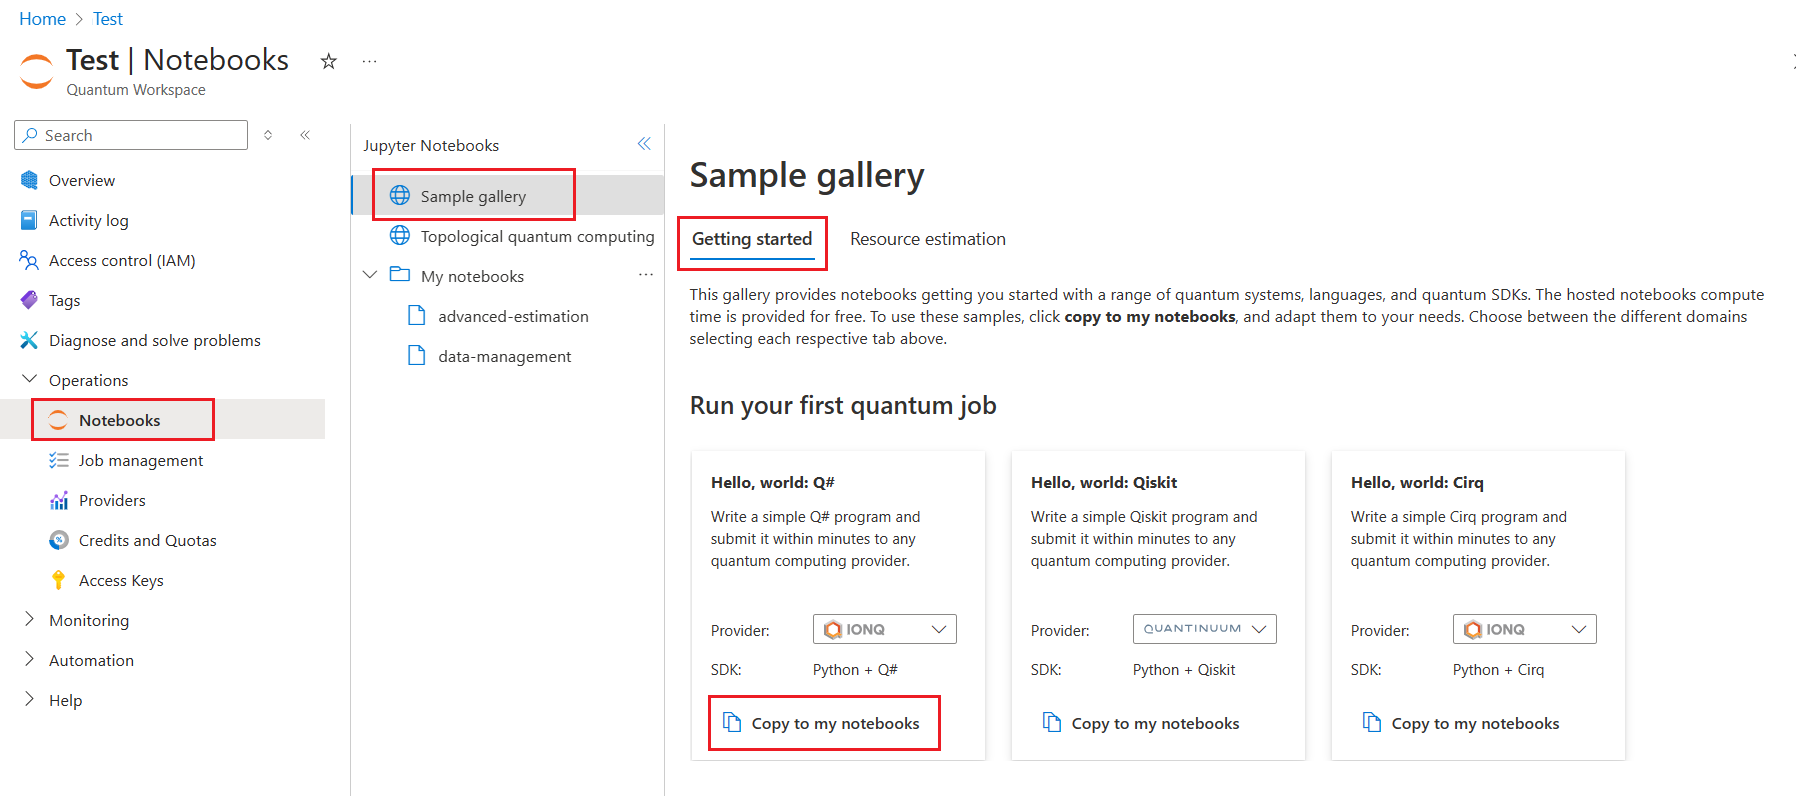 Home > Test
Test | Notebooks
Quantum Workspace
Search
Overview
Activity log
Access control (IAM)
Tags
Diagnose and solve problems
Operations
Notebooks
Job management
Providers
Credits and Quotas
Access Keys
Monitoring
Automation
Help
Jupyter Notebooks
Sample gallery
Topological quantum computing
My notebooks
advanced-estimation
data-management
Sample gallery
Getting started
Resource estimation
This gallery provides notebooks getting you started with a range of quantum systems, languages, and quantum SDKs. The hosted notebooks compute
time is provided for free. To use these samples, click copy to my notebooks, and adapt them to your needs. Choose between the different domains
selecting each respective tab above.
Run your first quantum job
Hello, world: Q#
Write a simple Q# program and
submit it within minutes to any
quantum computing provider.
Provider: IONQ
SDK: Python + Q#
Copy to my notebooks
Hello, world: Qiskit
Write a simple Qiskit program and
submit it within minutes to any
quantum computing provider.
Provider: QUANTINUUM
SDK: Python + Qiskit
Copy to my notebooks
Hello, world: Cirq
Write a simple Cirq program and
submit it within minutes to any
quantum computing provider.
Provider: IONQ
SDK: Python + Cirq
Copy to my notebooks